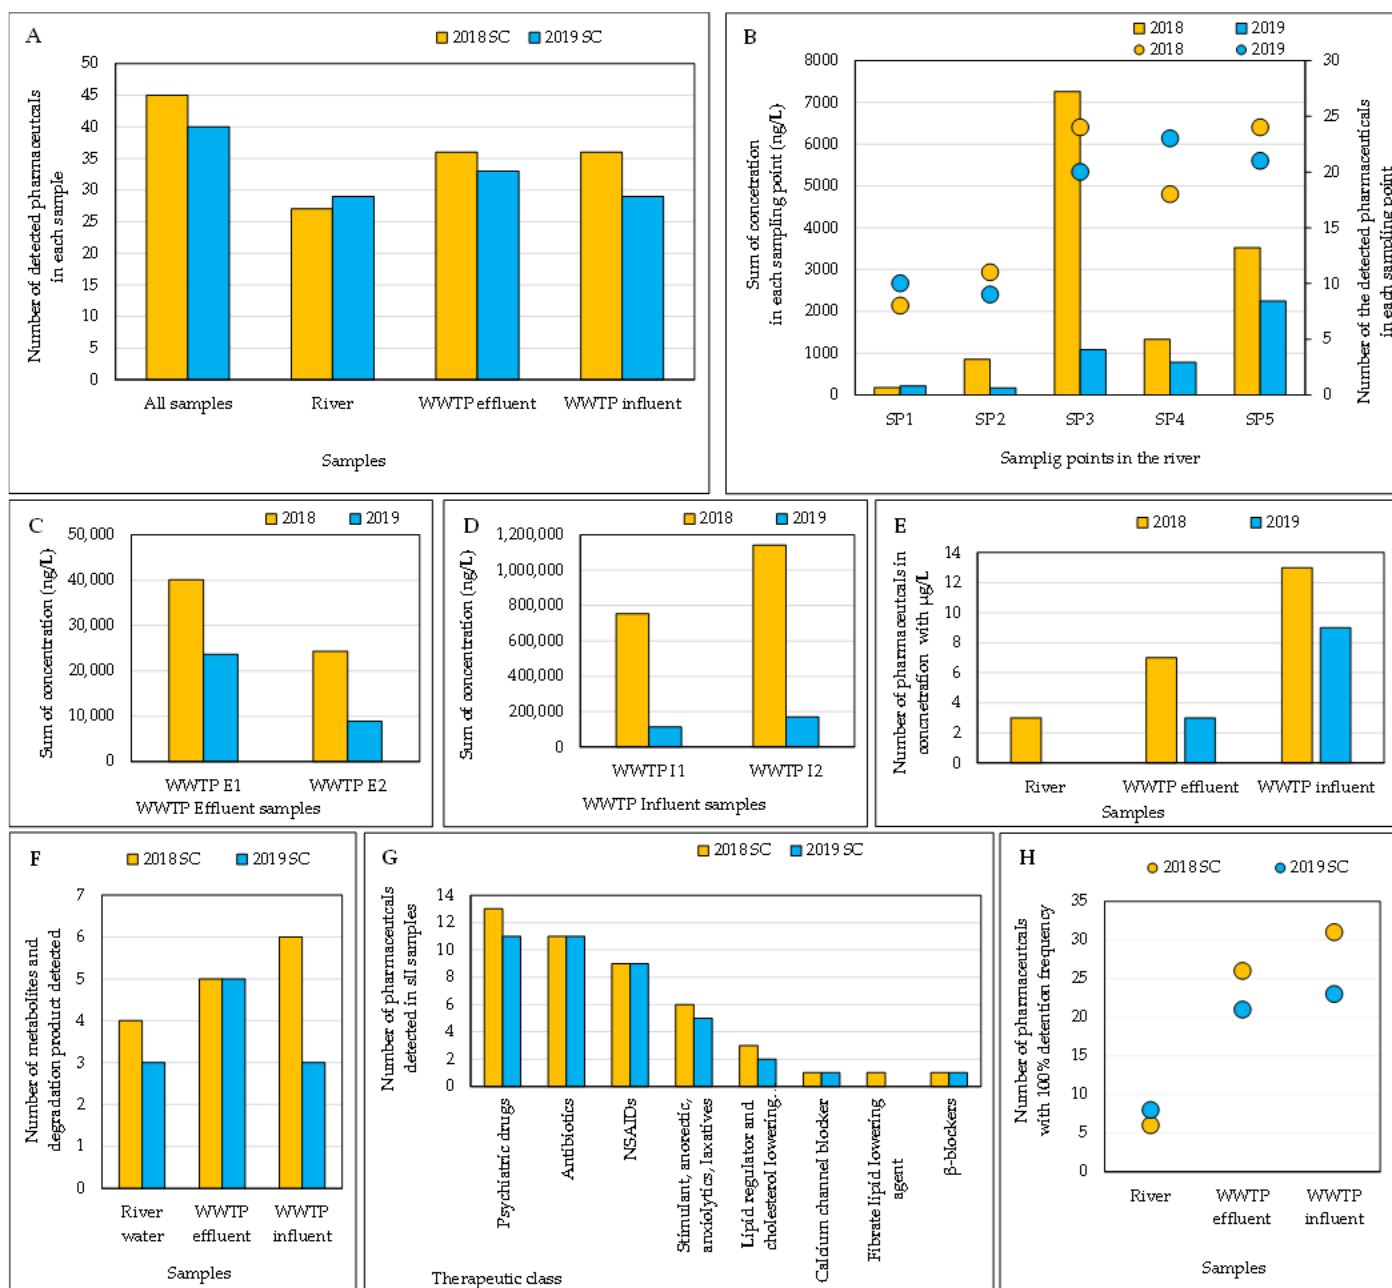 A
2018 SC 2019 SC
Number of detected pharmaceutcals
in each sample
50
45
40
35
30
25
20
15
10
5
0
All samples River WWTP effluent WWTP influent
Samples
B
2018 2019
2018 2019
Sum of concetration
in each sampling point (ng/L)
8000
7000
6000
5000
4000
3000
2000
1000
0
30
25
20
15
10
5
0
Number of the detected pharmaceuticals
in each sampling point
SP1 SP2 SP3 SP4 SP5
Samplig points in the river
C
2018 2019
Sum of concentration (ng/L)
50,000
40,000
30,000
20,000
10,000
0
WWTP E1 WWTP E2
WWTP Effluent samples
D
2018 2019
Sum of concentration (ng/L)
1,200,000
1,000,000
800,000
600,000
400,000
200,000
0
WWTP I1 WWTP I2
WWTP Influent samples
E
2018 2019
Number of pharmaceutcals in
concnetration with µg/L
14
12
10
8
6
4
2
0
River WWTP effluent WWTP influent
Samples
F
2018 SC 2019 SC
Number of metabolites and
degradation product detected
7
6
5
4
3
2
1
0
River
water
WWTP
effluent
WWTP
influent
Samples
G
2018 SC 2019 SC
Number of pharmaceutcals
detected in sll samples
14
12
10
8
6
4
2
0
Psychiatric drugs
Antibiotics
NSAIDs
Stimulant, anorectic,
anxiolytics, laxatives
Lipid regulator and
cholesterol lowering...
Calcium channel blocker
Fibrate lipid lowering
agent
β-blockers
Therapeutic class
H
2018 SC 2019 SC
Number of pharmaceutcals
with 100% detention frequency
35
30
25
20
15
10
5
0
River
WWTP
effluent
WWTP
influent
Samples